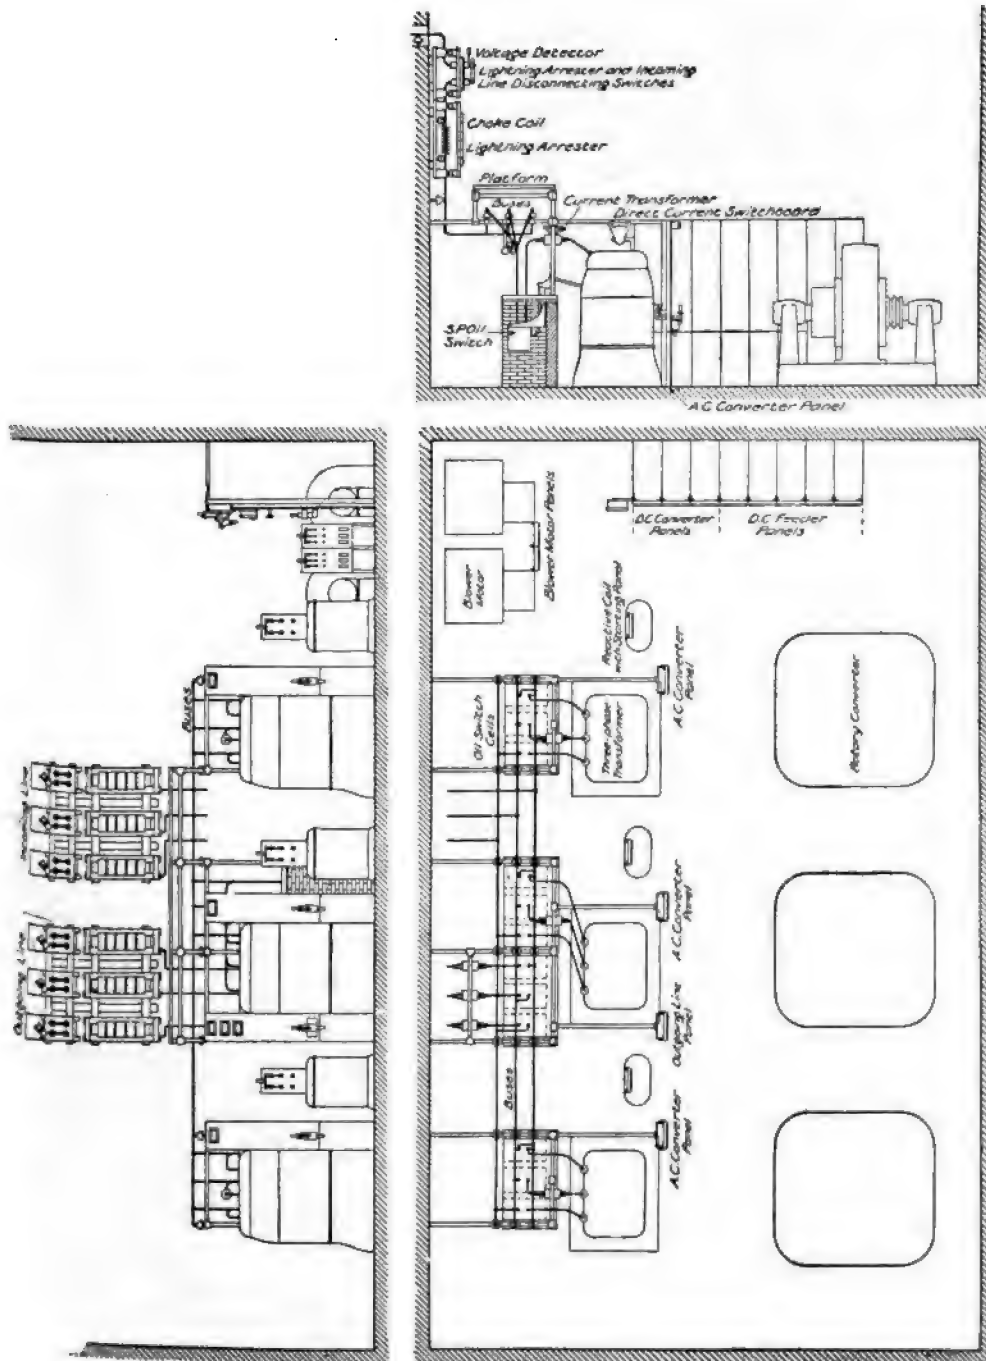 Voltage Detector
Lightning Arrester and Incoming
Line Disconnecting Switches
Choke Coil
Lightning Arrester
Platform
Buses
Current Transformer
Direct Current Switchboard
S.P.Oil
Switch
A.C. Converter Panel
Buses
Incoming Line
Outgoing Line
Blower
Motor
Blower Motor Panels
D.C. Converter
Panels
D.C. Feeder
Panels
Reactive Coil
with Starting Panel
A.C. Converter
Panel
Oil Switch
Cells
Three-phase
Transformer
Rotary Converter
A.C. Converter
Panel
Outgoing Line
Panel
Buses
A.C. Converter
Panel